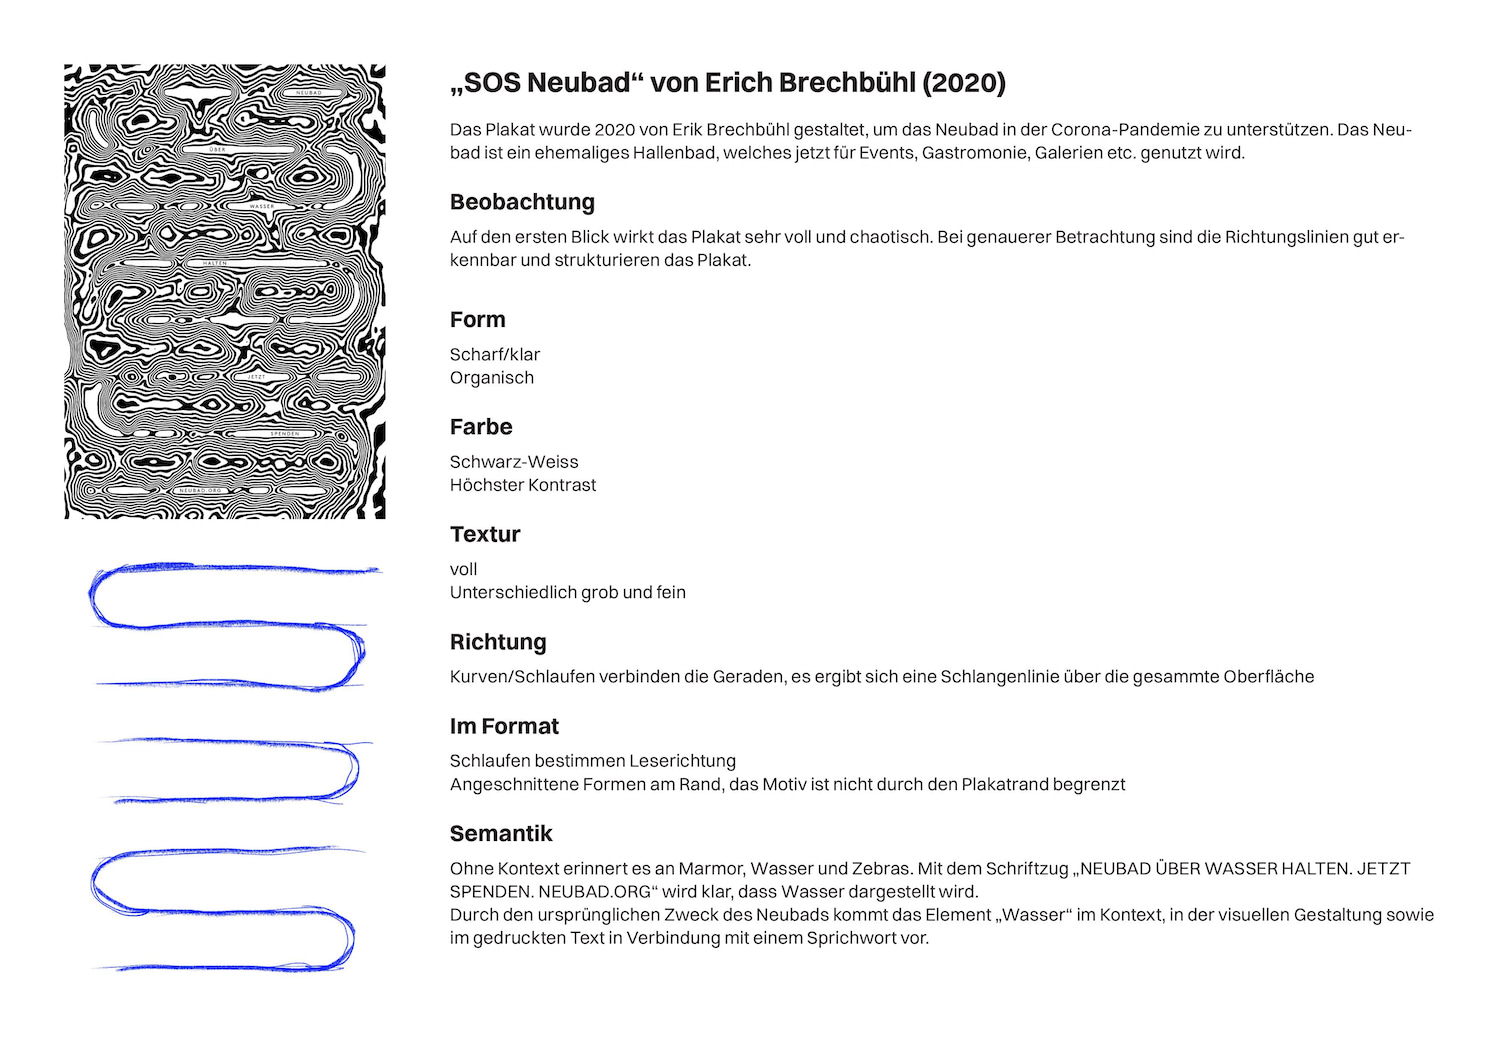 NEUBAD
ÜBER
WASSER
HALTEN
JETZT
SPENDEN
NEUBAD.ORG
„SOS Neubad“ von Erich Brechbühl (2020)
Das Plakat wurde 2020 von Erik Brechbühl gestaltet, um das Neubad in der Corona-Pandemie zu unterstützen. Das Neu-
bad ist ein ehemaliges Hallenbad, welches jetzt für Events, Gastromonie, Galerien etc. genutzt wird.
Beobachtung
Auf den ersten Blick wirkt das Plakat sehr voll und chaotisch. Bei genauerer Betrachtung sind die Richtungslinien gut er-
kennbar und strukturieren das Plakat.
Form
Scharf/klar
Organisch
Farbe
Schwarz-Weiss
Höchster Kontrast
Textur
voll
Unterschiedlich grob und fein
Richtung
Kurven/Schlaufen verbinden die Geraden, es ergibt sich eine Schlangenlinie über die gesammte Oberfläche
Im Format
Schlaufen bestimmen Leserichtung
Angeschnittene Formen am Rand, das Motiv ist nicht durch den Plakatrand begrenzt
Semantik
Ohne Kontext erinnert es an Marmor, Wasser und Zebras. Mit dem Schriftzug „NEUBAD ÜBER WASSER HALTEN. JETZT
SPENDEN. NEUBAD.ORG“ wird klar, dass Wasser dargestellt wird.
Durch den ursprünglichen Zweck des Neubads kommt das Element „Wasser“ im Kontext, in der visuellen Gestaltung sowie
im gedruckten Text in Verbindung mit einem Sprichwort vor.